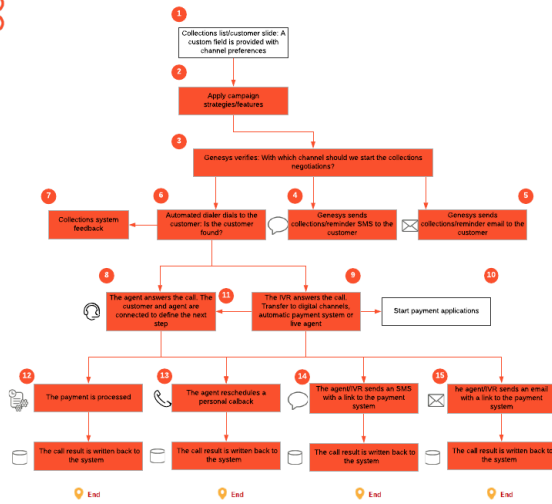 1
Collections list/customer slide: A
custom field is provided with
channel preferences
2
Apply campaign
strategies/features
3
Genesys verifies: With which channel should we start the collections
negotiations?
7
Collections system
feedback
6
Automated dialer dials to the
customer: Is the customer
found?
4
Genesys sends
collections/reminder SMS to the
customer
5
Genesys sends
collections/reminder email to the
customer
8
The agent answers the call. The
customer and agent are
connected to define the next
step
11
9
The IVR answers the call.
Transfer to digital channels,
automatic payment system or
live agent
10
Start payment applications
12
The payment is processed
13
The agent reschedules a
personal calback
14
The agent/IVR sends an SMS
with a link to the payment
system
15
he agent/IVR sends an email
with a link to the payment
system
The call result is written back to
the system
The call result is written back to
the system
The call result is written back to
the system
The call result is written back to
the system
End
End
End
End